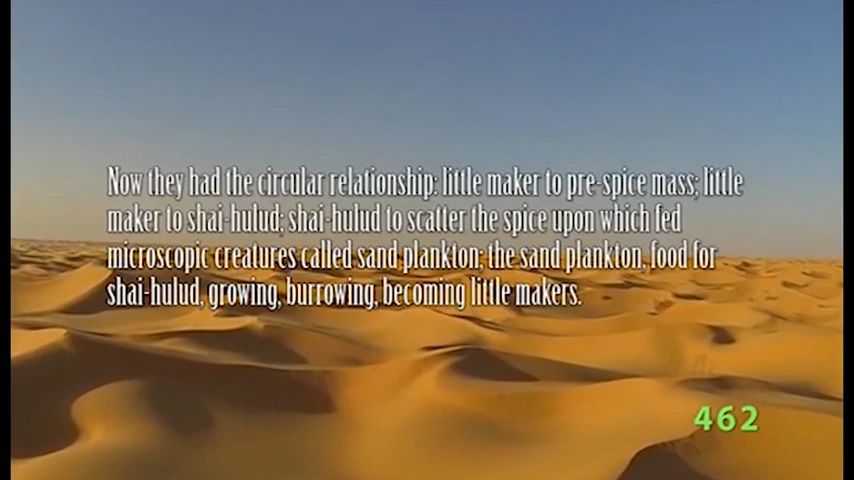 Now they had the circular relationship: little maker to pre-spice mass; little
maker to shai-hulud; shai-hulud to scatter the spice upon which fed
microscopic creatures called sand plankton; the sand plankton, food for
shai-hulud, growing, burrowing, becoming little makers.
462